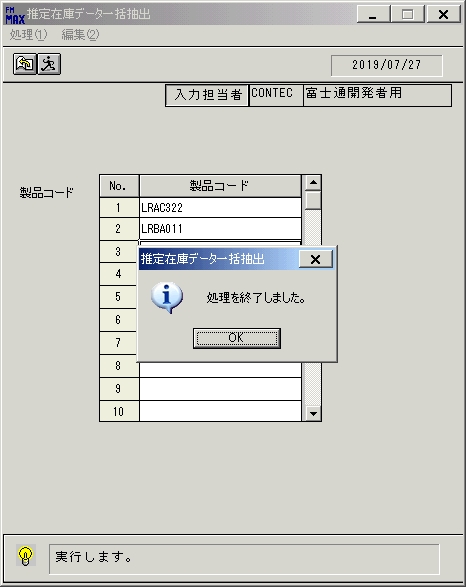 FM
MAX
推定在庫データ一括抽出
処理(1) 編集(2)
2019/07/27
入力担当者 CONTEC 富士通開発者用
製品コード
No. 製品コード
1 LRAC322
2 LRBA011
3
推定在庫データ一括抽出
4
5
処理を終了しました。
6
7
OK
8
9
10
実行します。